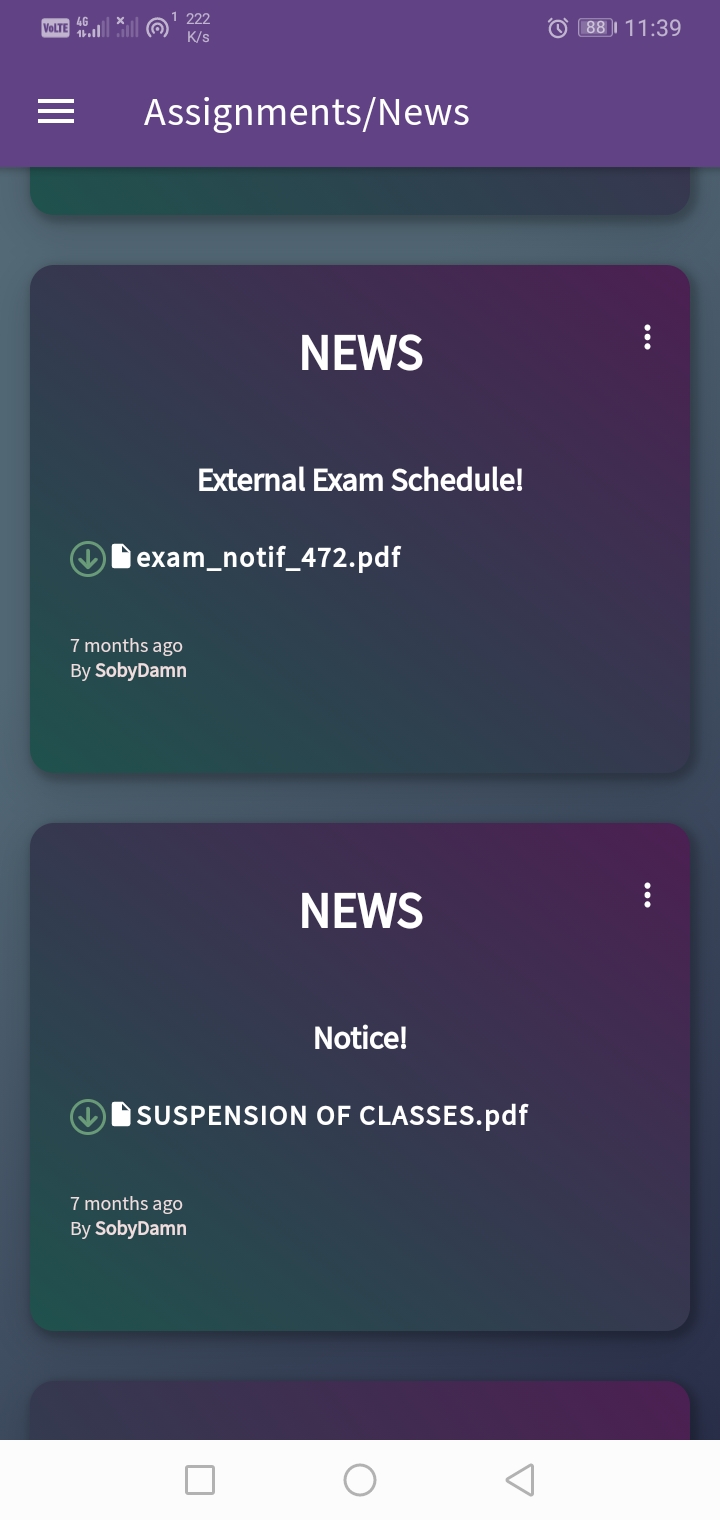 VoLTE 4G 1 222 K/s 88 11:39
Assignments/News
NEWS
External Exam Schedule!
exam_notif_472.pdf
7 months ago
By SobyDamn
NEWS
Notice!
SUSPENSION OF CLASSES.pdf
7 months ago
By SobyDamn